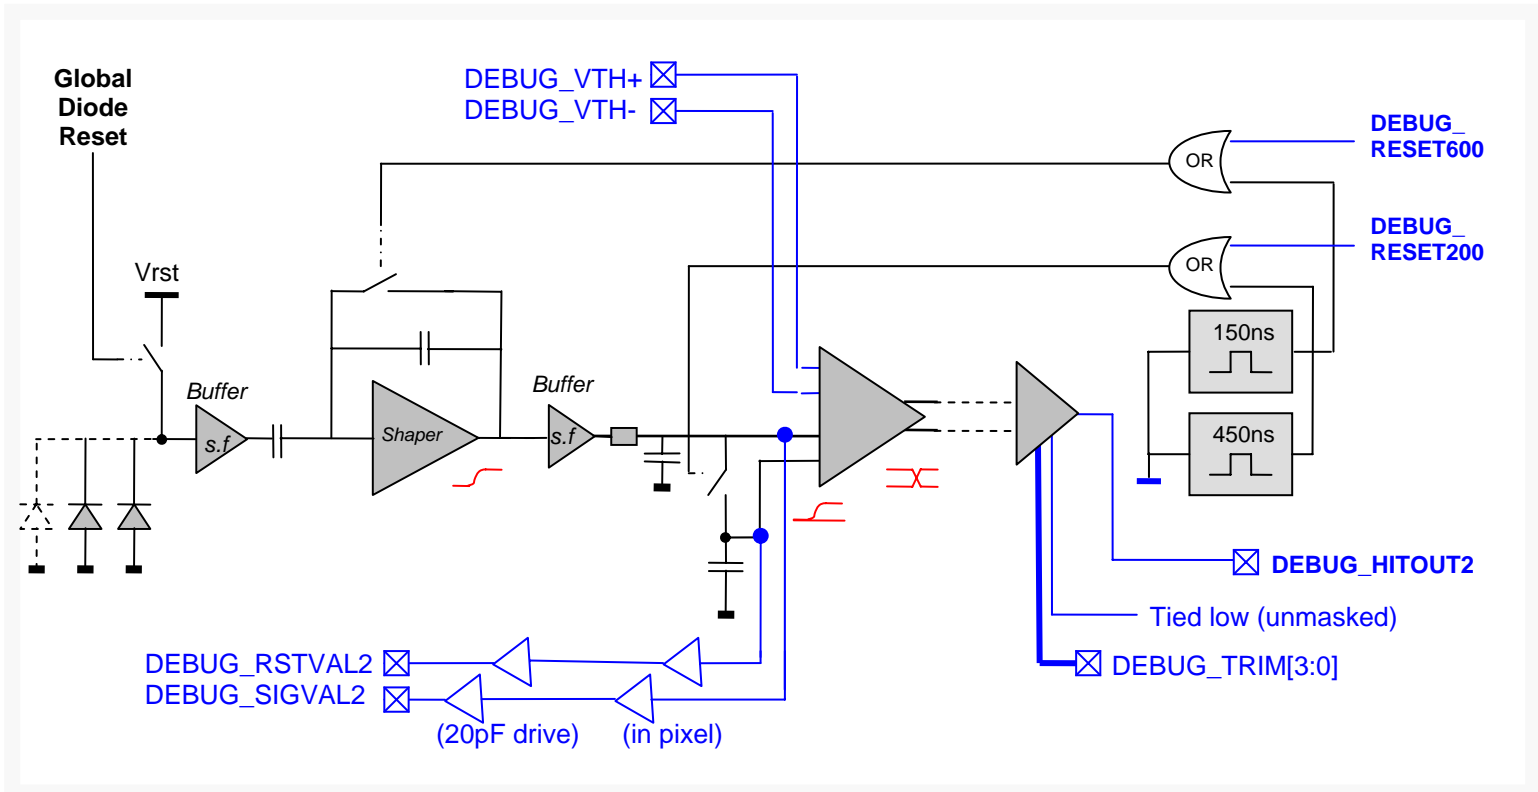 Global
Diode
Reset
DEBUG_VTH+
DEBUG_VTH-
DEBUG_
RESET600
OR
DEBUG_
RESET200
OR
Vrst
150ns
Buffer
Buffer
s.f
Shaper
s.f
450ns
DEBUG_HITOUT2
Tied low (unmasked)
DEBUG_RSTVAL2
DEBUG_TRIM[3:0]
DEBUG_SIGVAL2
(20pF drive)
(in pixel)